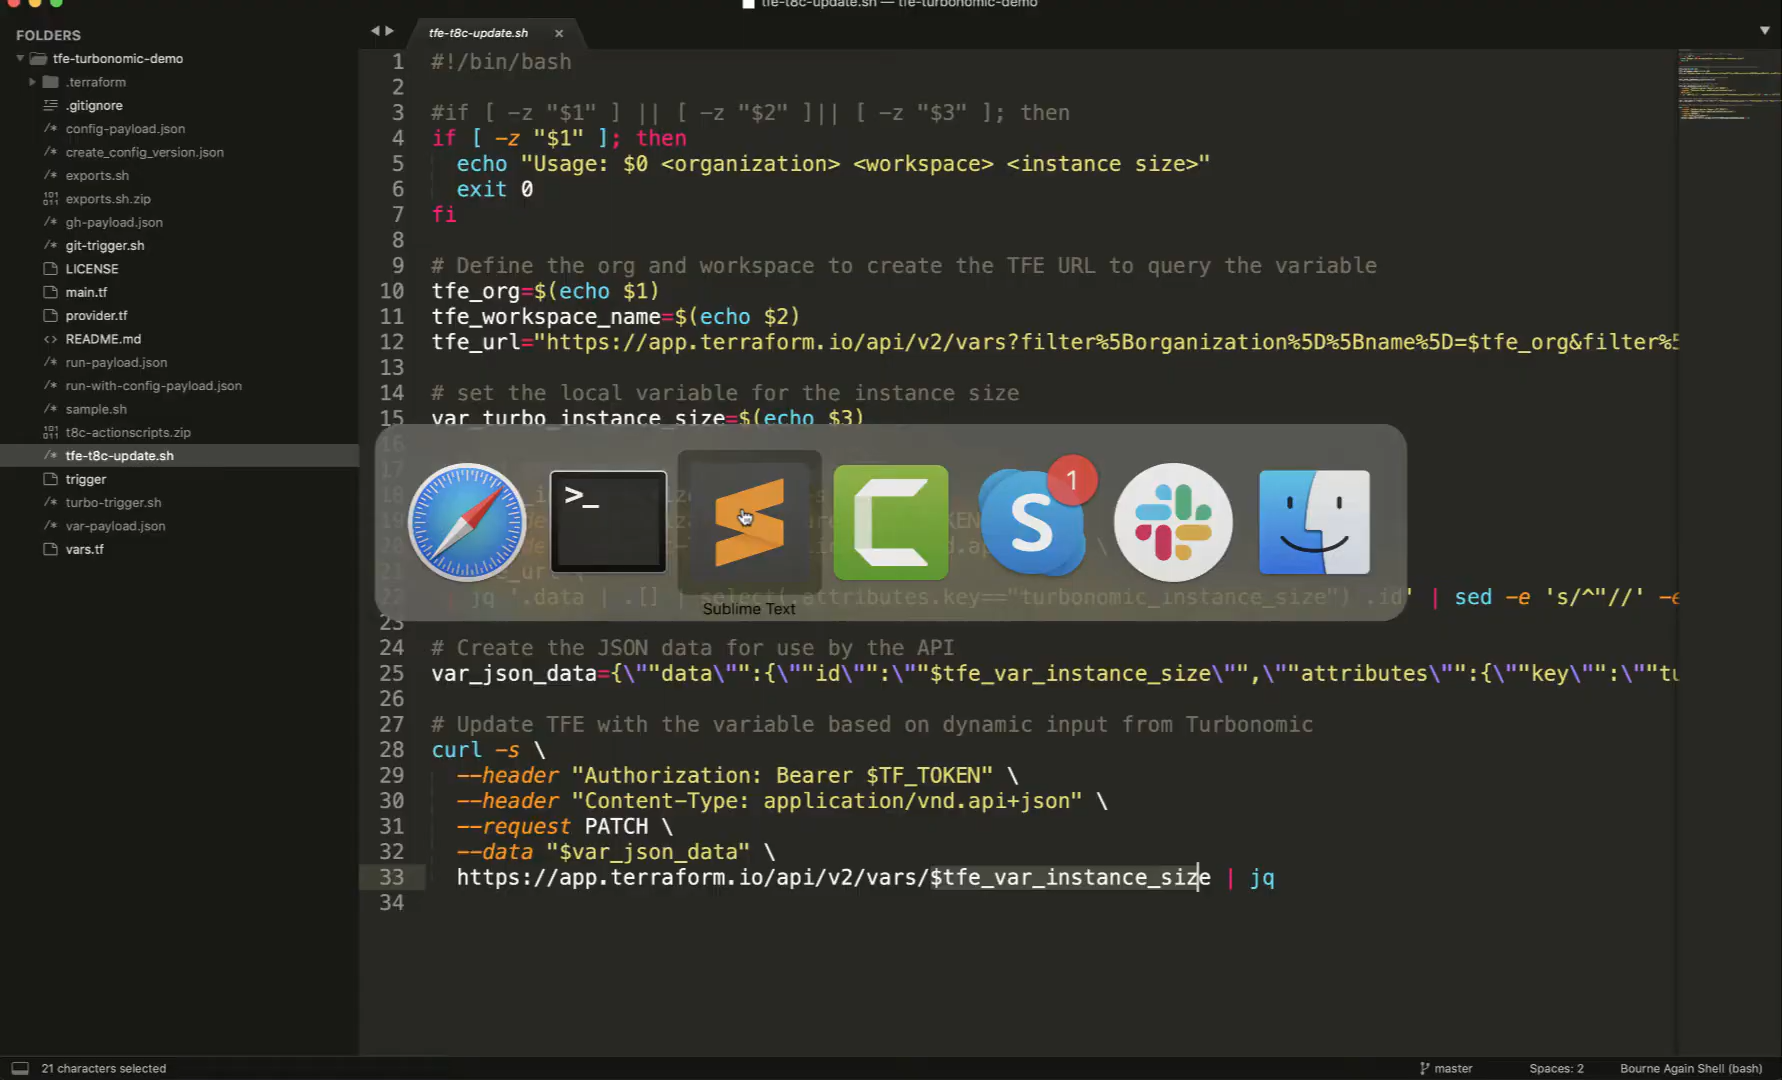 tfe-t8c-update.sh — tfe-turbonomic-demo
FOLDERS
tfe-turbonomic-demo
.terraform
.gitignore
config-payload.json
create_config_version.json
exports.sh
exports.sh.zip
gh-payload.json
git-trigger.sh
LICENSE
main.tf
provider.tf
README.md
run-payload.json
run-with-config-payload.json
sample.sh
t8c-actionscripts.zip
tfe-t8c-update.sh
trigger
turbo-trigger.sh
var-payload.json
vars.tf
tfe-t8c-update.sh
1 #!/bin/bash
2
3 #if [ -z "$1" ] || [ -z "$2" ]|| [ -z "$3" ]; then
4 if [ -z "$1" ]; then
5 echo "Usage: $0 <organization> <workspace> <instance size>"
6 exit 0
7 fi
8
9 # Define the org and workspace to create the TFE URL to query the variable
10 tfe_org=$(echo $1)
11 tfe_workspace_name=$(echo $2)
12 tfe_url="https://app.terraform.io/api/v2/vars?filter%5Borganization%5D%5Bname%5D=$tfe_org&filter%5
13
14 # set the local variable for the instance size
15 var_turbo_instance_size=$(echo $3)
22 | jq '.data | .[] | select(.attributes.key=="turbonomic_instance_size") .id' | sed -e 's/^"//' -e
Sublime Text
1
23
24 # Create the JSON data for use by the API
25 var_json_data={\""data\"":{\""id\"":\""$tfe_var_instance_size\"",\""attributes\"":{\""key\"":\""tu
26
27 # Update TFE with the variable based on dynamic input from Turbonomic
28 curl -s \
29 --header "Authorization: Bearer $TF_TOKEN" \
30 --header "Content-Type: application/vnd.api+json" \
31 --request PATCH \
32 --data "$var_json_data" \
33 https://app.terraform.io/api/v2/vars/$tfe_var_instance_size | jq
34
21 characters selected
master
Spaces: 2
Bourne Again Shell (bash)